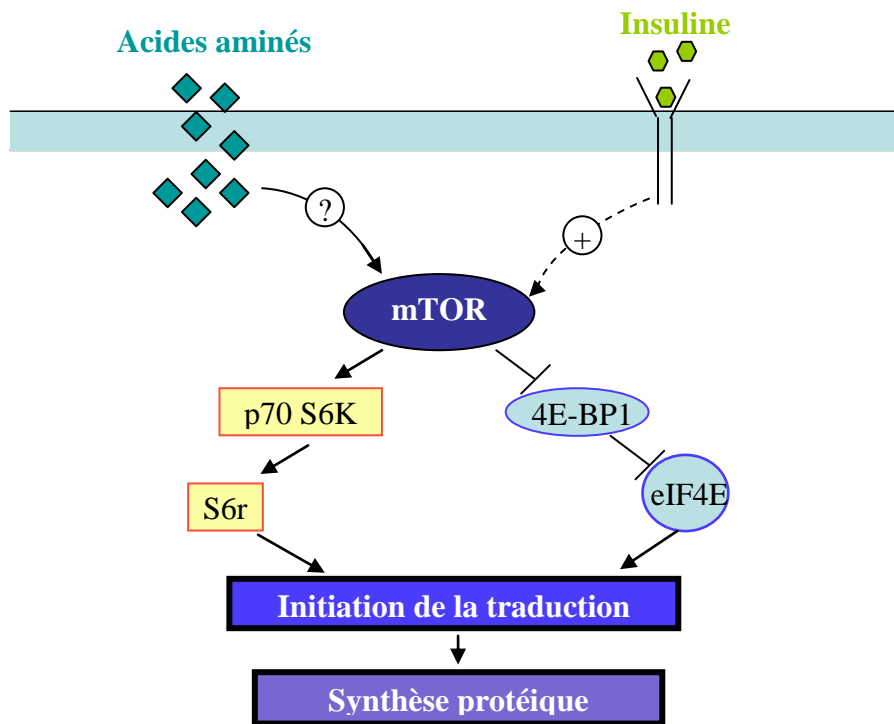 Acides aminés
Insuline
?
+
mTOR
p70 S6K
4E-BP1
S6r
eIF4E
Initiation de la traduction
Synthèse protéique